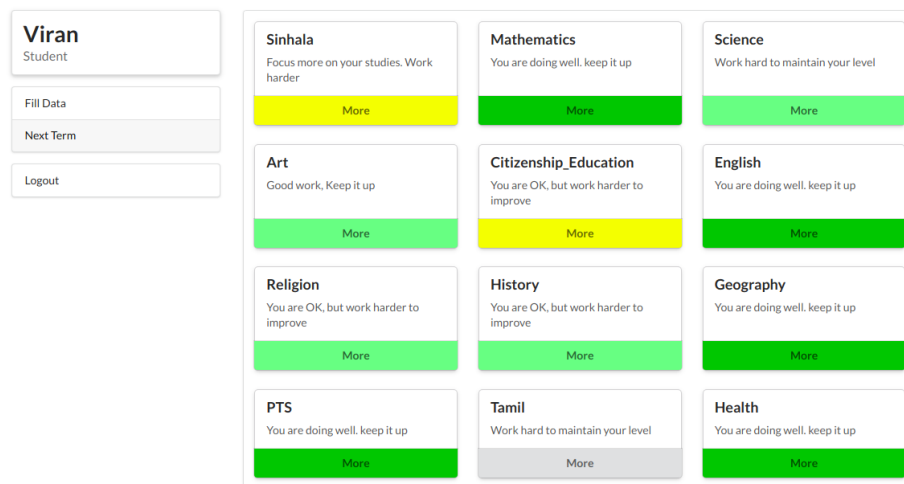 Viran
Student
Fill Data
Next Term
Logout
Sinhala
Focus more on your studies. Work
harder
More
Mathematics
You are doing well. keep it up
More
Science
Work hard to maintain your level
More
Art
Good work, Keep it up
More
Citizenship_Education
You are OK, but work harder to
improve
More
English
You are doing well. keep it up
More
Religion
You are OK, but work harder to
improve
More
History
You are OK, but work harder to
improve
More
Geography
You are doing well. keep it up
More
PTS
You are doing well. keep it up
More
Tamil
Work hard to maintain your level
More
Health
You are doing well. keep it up
More